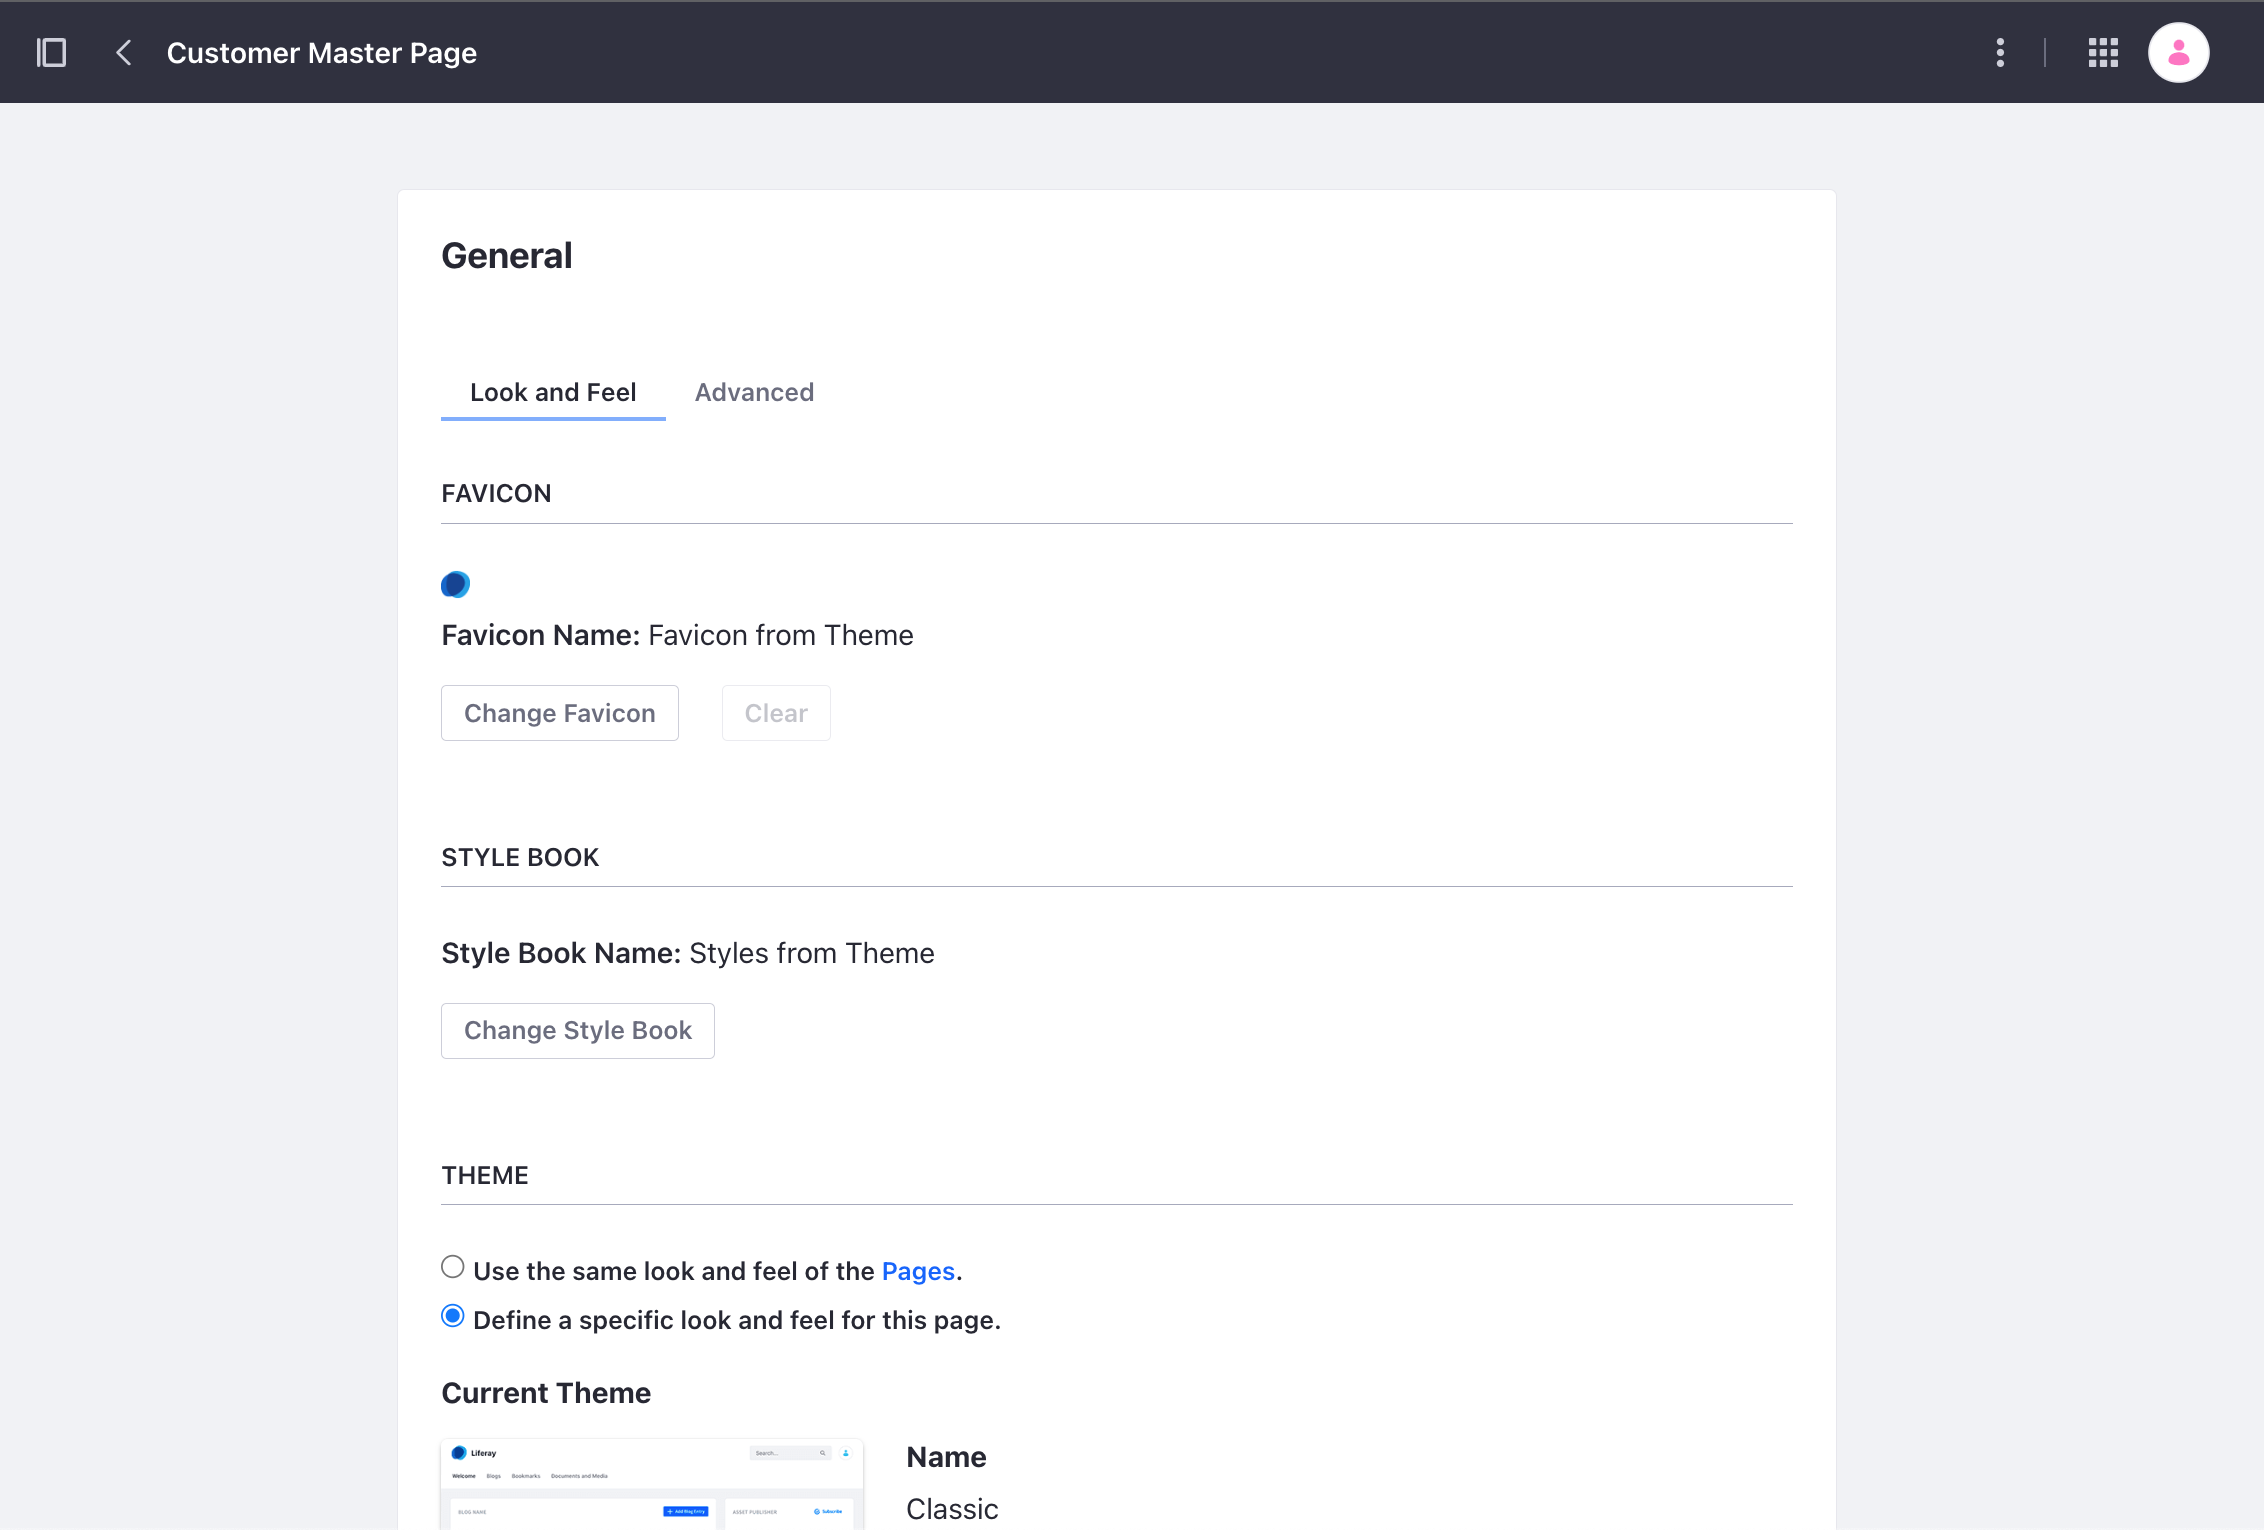 Customer Master Page
General
Look and Feel Advanced
FAVICON
Favicon Name: Favicon from Theme
Change Favicon Clear
STYLE BOOK
Style Book Name: Styles from Theme
Change Style Book
THEME
Use the same look and feel of the Pages.
Define a specific look and feel for this page.
Current Theme
Liferay Search...
Welcome Blogs Bookmarks Documents and Media
BLOG NAME + Add Blog Entry ASSET PUBLISHER Subscribe
Name
Classic